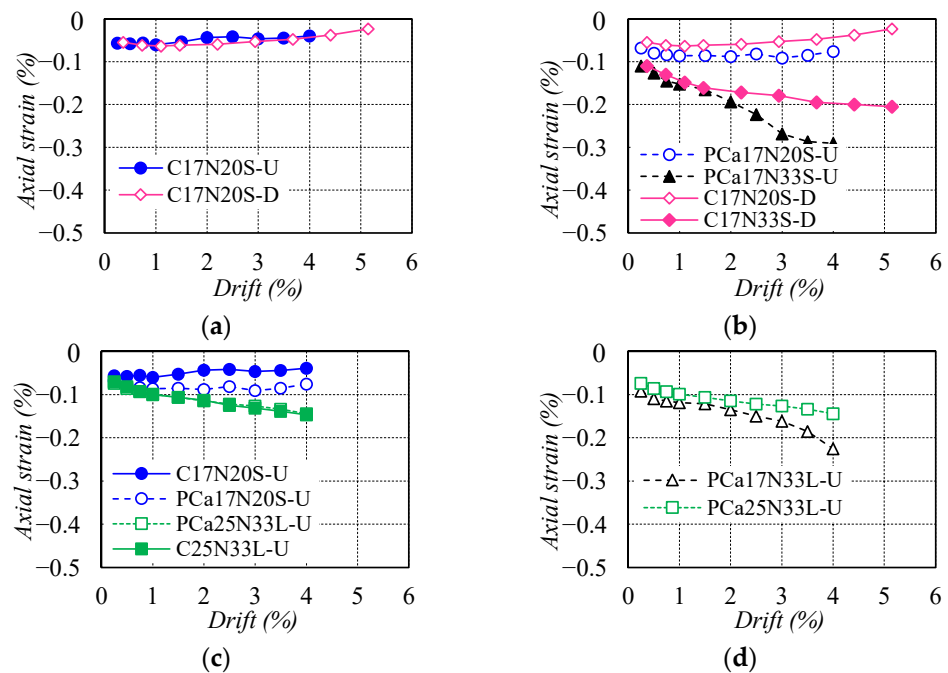 0
−0.1
−0.2
−0.3
−0.4
−0.5
Axial strain (%)
C17N20S-U
C17N20S-D
0 1 2 3 4 5 6
Drift (%)
(a)
0
−0.1
−0.2
−0.3
−0.4
−0.5
Axial strain (%)
PCa17N20S-U
PCa17N33S-U
C17N20S-D
C17N33S-D
0 1 2 3 4 5 6
Drift (%)
(b)
0
−0.1
−0.2
−0.3
−0.4
−0.5
Axial strain (%)
C17N20S-U
PCa17N20S-U
PCa25N33L-U
C25N33L-U
0 1 2 3 4 5 6
Drift (%)
(c)
0
−0.1
−0.2
−0.3
−0.4
−0.5
Axial strain (%)
PCa17N33L-U
PCa25N33L-U
0 1 2 3 4 5 6
Drift (%)
(d)